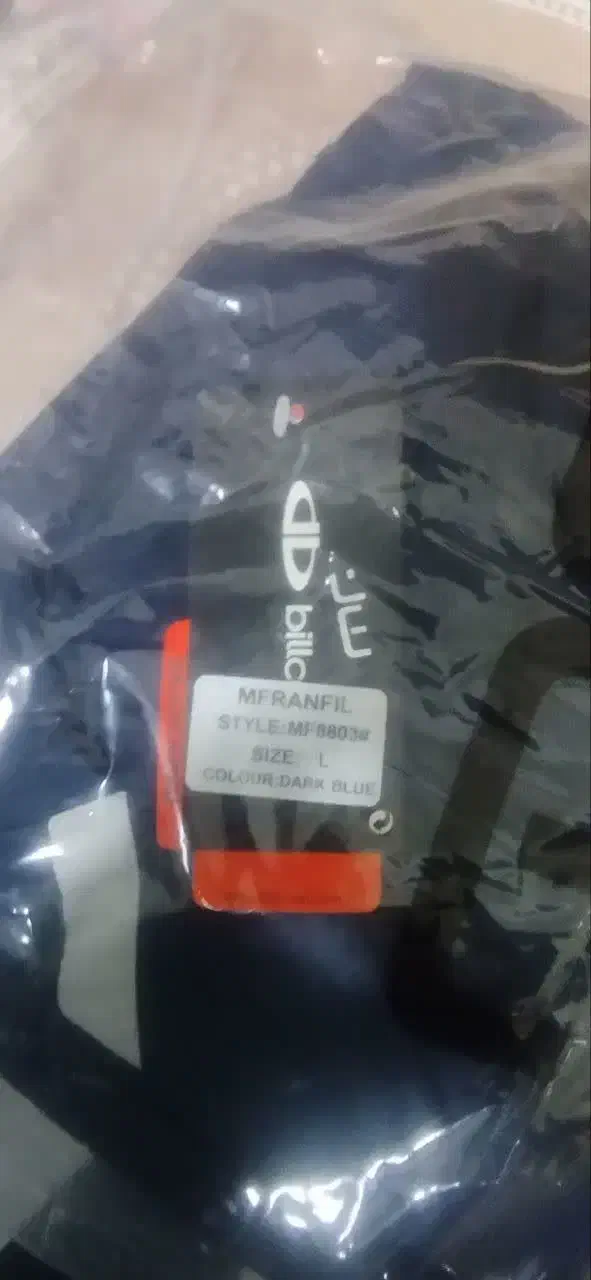 billc
MFRANFIL
STYLE:MF8803#
SIZE: L
COLOUR:DARK BLUE